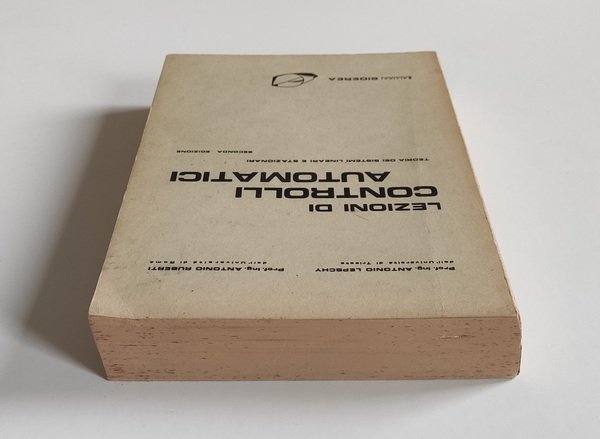 Prof. Ing. ANTONIO LEPSCHY
dell'Università di Trieste
Prof. Ing. ANTONIO RUBERTI
dell'Università di Roma
LEZIONI DI
CONTROLLI
AUTOMATICI
TEORIA DEI SISTEMI LINEARI E STAZIONARI
SECONDA EDIZIONE
SIDEREA